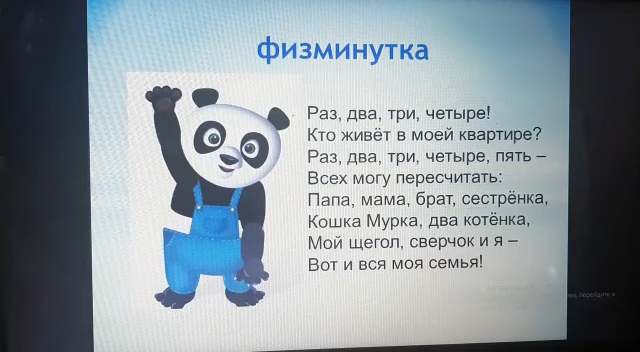 физминутка
Раз, два, три, четыре!
Кто живёт в моей квартире?
Раз, два, три, четыре, пять –
Всех могу пересчитать:
Папа, мама, брат, сестрёнка,
Кошка Мурка, два котёнка,
Мой щегол, сверчок и я –
Вот и вся моя семья!
перейдите в